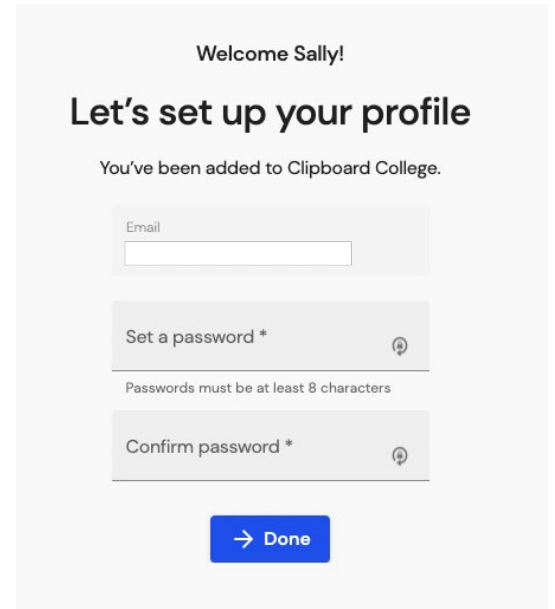 Welcome Sally!
Let's set up your profile
You've been added to Clipboard College.
Email
Set a password *
Passwords must be at least 8 characters
Confirm password *
→ Done